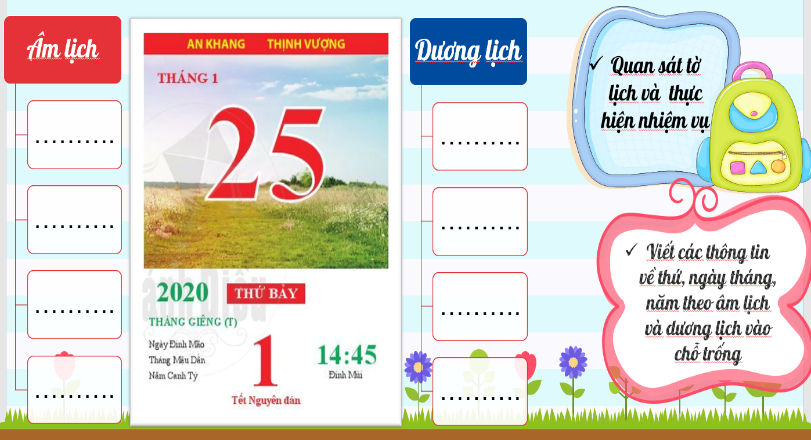 Âm lịch
..........
..........
..........
..........
AN KHANG THỊNH VƯỢNG
THÁNG 1
25
2020
THỨ BẢY
THÁNG GIÊNG (T)
Ngày Đinh Mão
Tháng Mậu Dần
Năm Canh Tý
1
14:45
Đinh Mùi
Tết Nguyên đán
Dương lịch
..........
..........
..........
..........
✓ Quan sát tờ
lịch và thực
hiện nhiệm vụ
✓ Viết các thông tin
về thứ, ngày tháng,
năm theo âm lịch
và dương lịch vào
chỗ trống